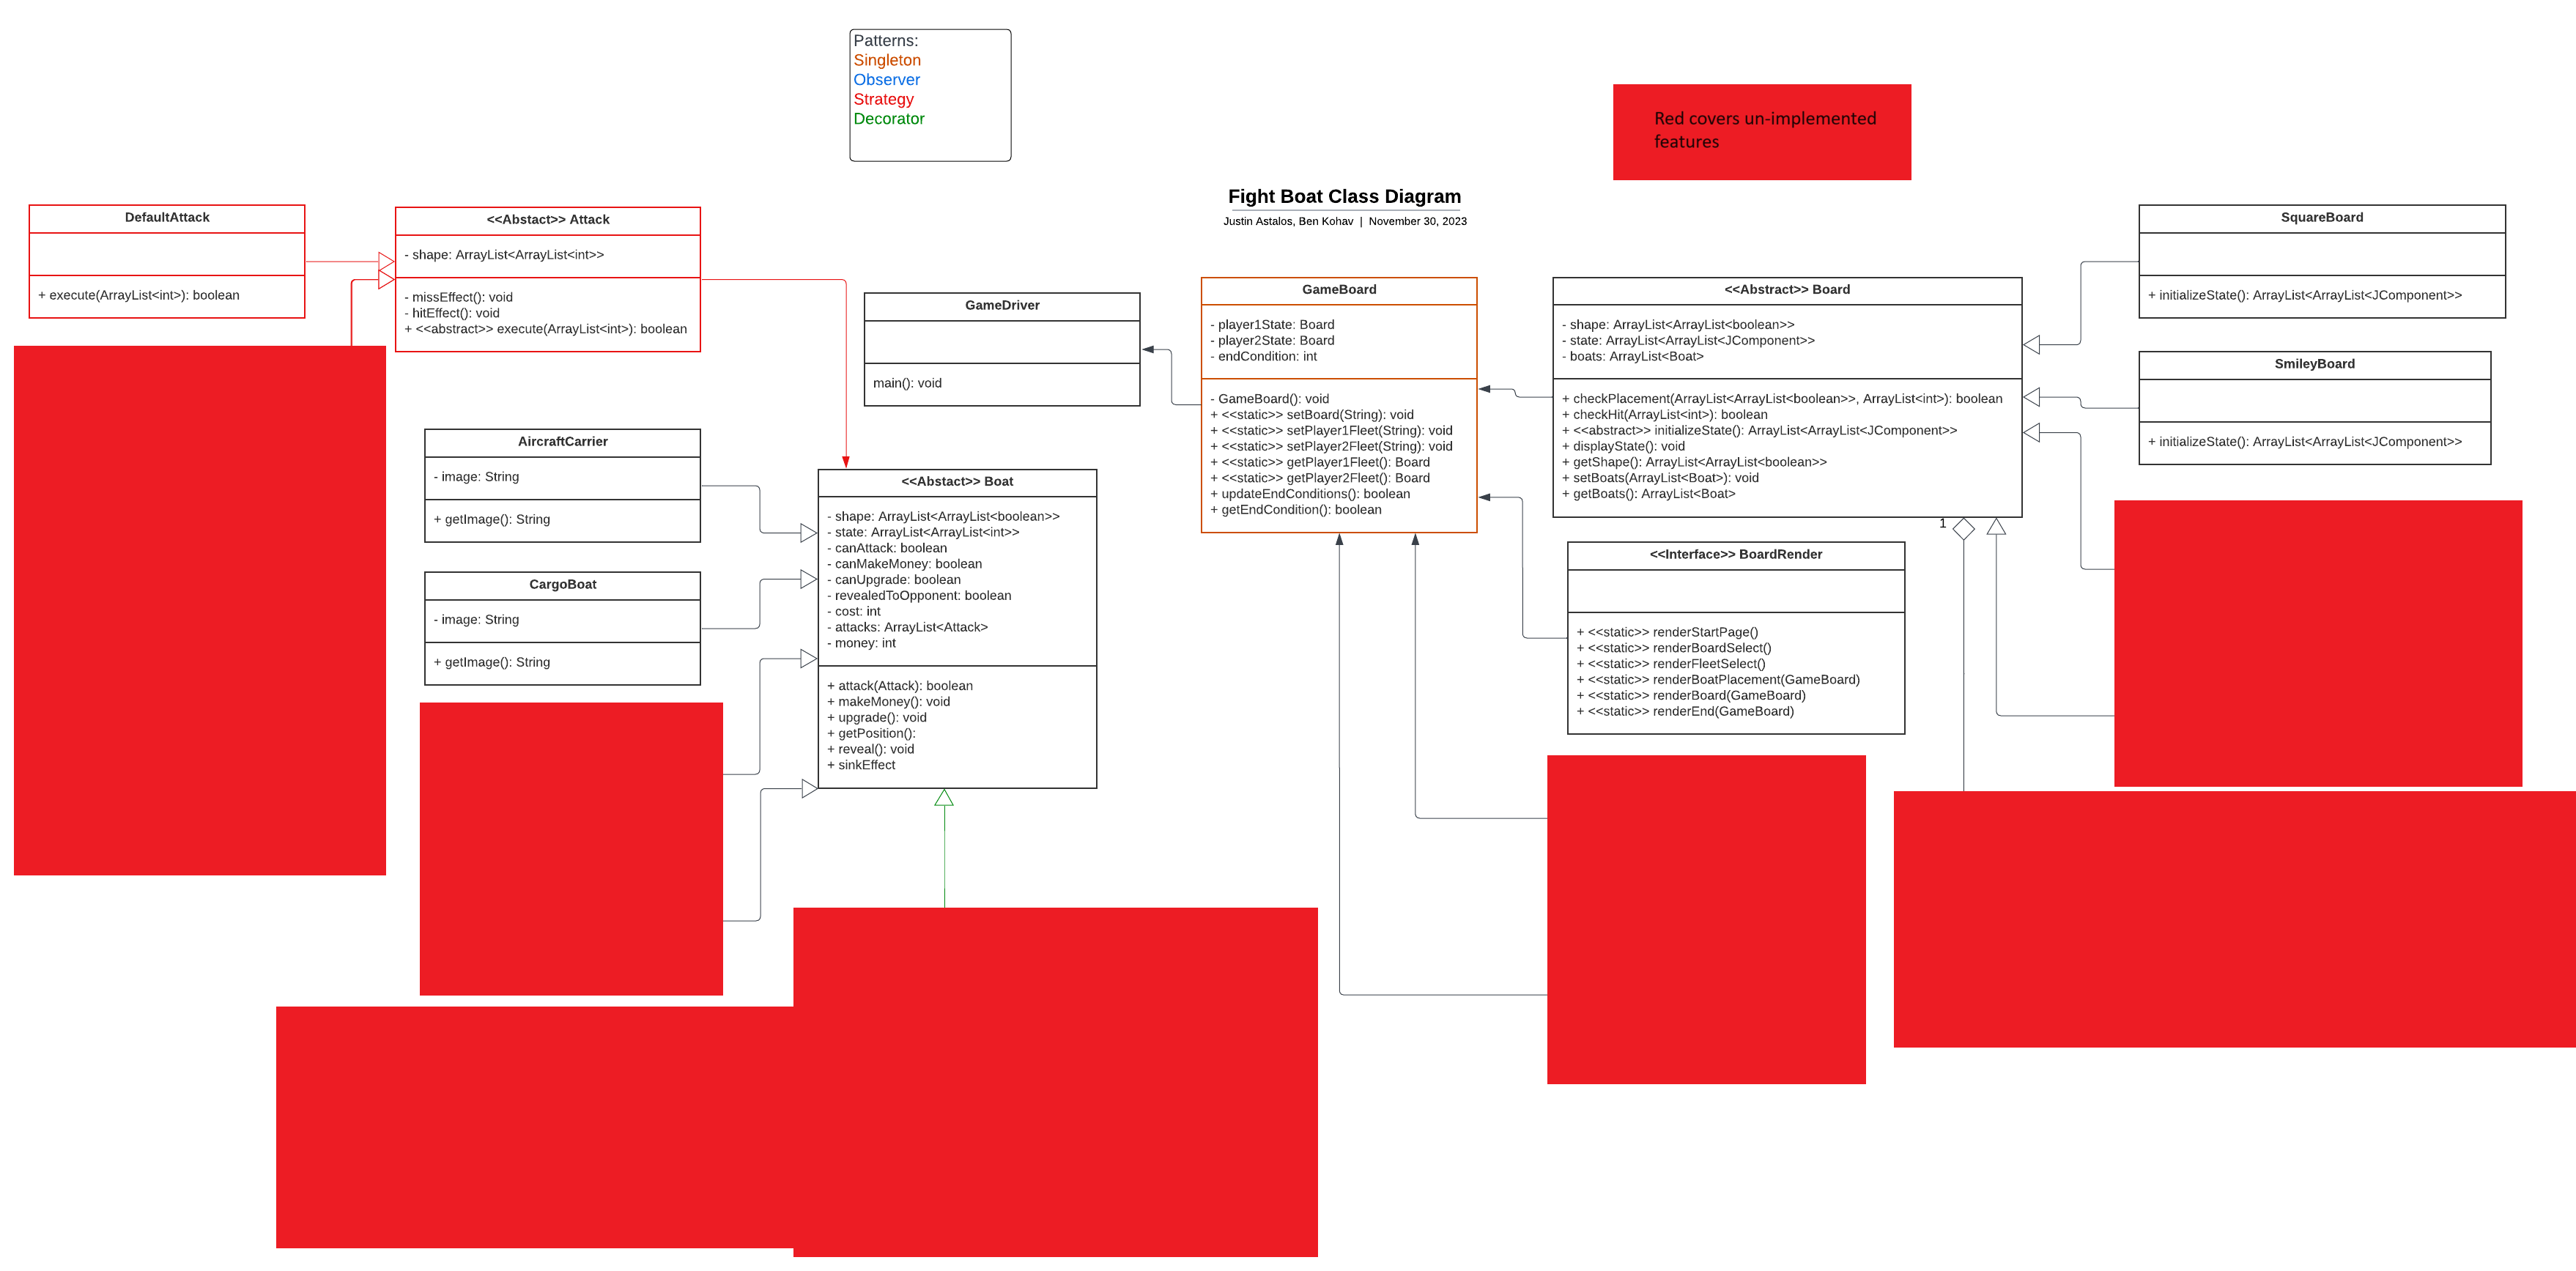 Patterns:
Singleton
Observer
Strategy
Decorator
Red covers un-implemented
features
Fight Boat Class Diagram
Justin Astalos, Ben Kohav | November 30, 2023
DefaultAttack
+ execute(ArrayList<int>): boolean
<<Abstact>> Attack
- shape: ArrayList<ArrayList<int>>
- missEffect(): void
- hitEffect(): void
+ <<abstract>> execute(ArrayList<int>): boolean
GameDriver
main(): void
GameBoard
- player1State: Board
- player2State: Board
- endCondition: int
- GameBoard(): void
+ <<static>> setBoard(String): void
+ <<static>> setPlayer1Fleet(String): void
+ <<static>> setPlayer2Fleet(String): void
+ <<static>> getPlayer1Fleet(): Board
+ <<static>> getPlayer2Fleet(): Board
+ updateEndConditions(): boolean
+ getEndCondition(): boolean
<<Abstract>> Board
- shape: ArrayList<ArrayList<boolean>>
- state: ArrayList<ArrayList<JComponent>>
- boats: ArrayList<Boat>
+ checkPlacement(ArrayList<ArrayList<boolean>>, ArrayList<int>): boolean
+ checkHit(ArrayList<int>): boolean
+ <<abstract>> initializeState(): ArrayList<ArrayList<JComponent>>
+ displayState(): void
+ getShape(): ArrayList<ArrayList<boolean>>
+ setBoats(ArrayList<Boat>): void
+ getBoats(): ArrayList<Boat>
1
SquareBoard
+ initializeState(): ArrayList<ArrayList<JComponent>>
SmileyBoard
+ initializeState(): ArrayList<ArrayList<JComponent>>
AircraftCarrier
- image: String
+ getImage(): String
CargoBoat
- image: String
+ getImage(): String
<<Abstact>> Boat
- shape: ArrayList<ArrayList<boolean>>
- state: ArrayList<ArrayList<int>>
- canAttack: boolean
- canMakeMoney: boolean
- canUpgrade: boolean
- revealedToOpponent: boolean
- cost: int
- attacks: ArrayList<Attack>
- money: int
+ attack(Attack): boolean
+ makeMoney(): void
+ upgrade(): void
+ getPosition():
+ reveal(): void
+ sinkEffect
<<Interface>> BoardRender
+ <<static>> renderStartPage()
+ <<static>> renderBoardSelect()
+ <<static>> renderFleetSelect()
+ <<static>> renderBoatPlacement(GameBoard)
+ <<static>> renderBoard(GameBoard)
+ <<static>> renderEnd(GameBoard)